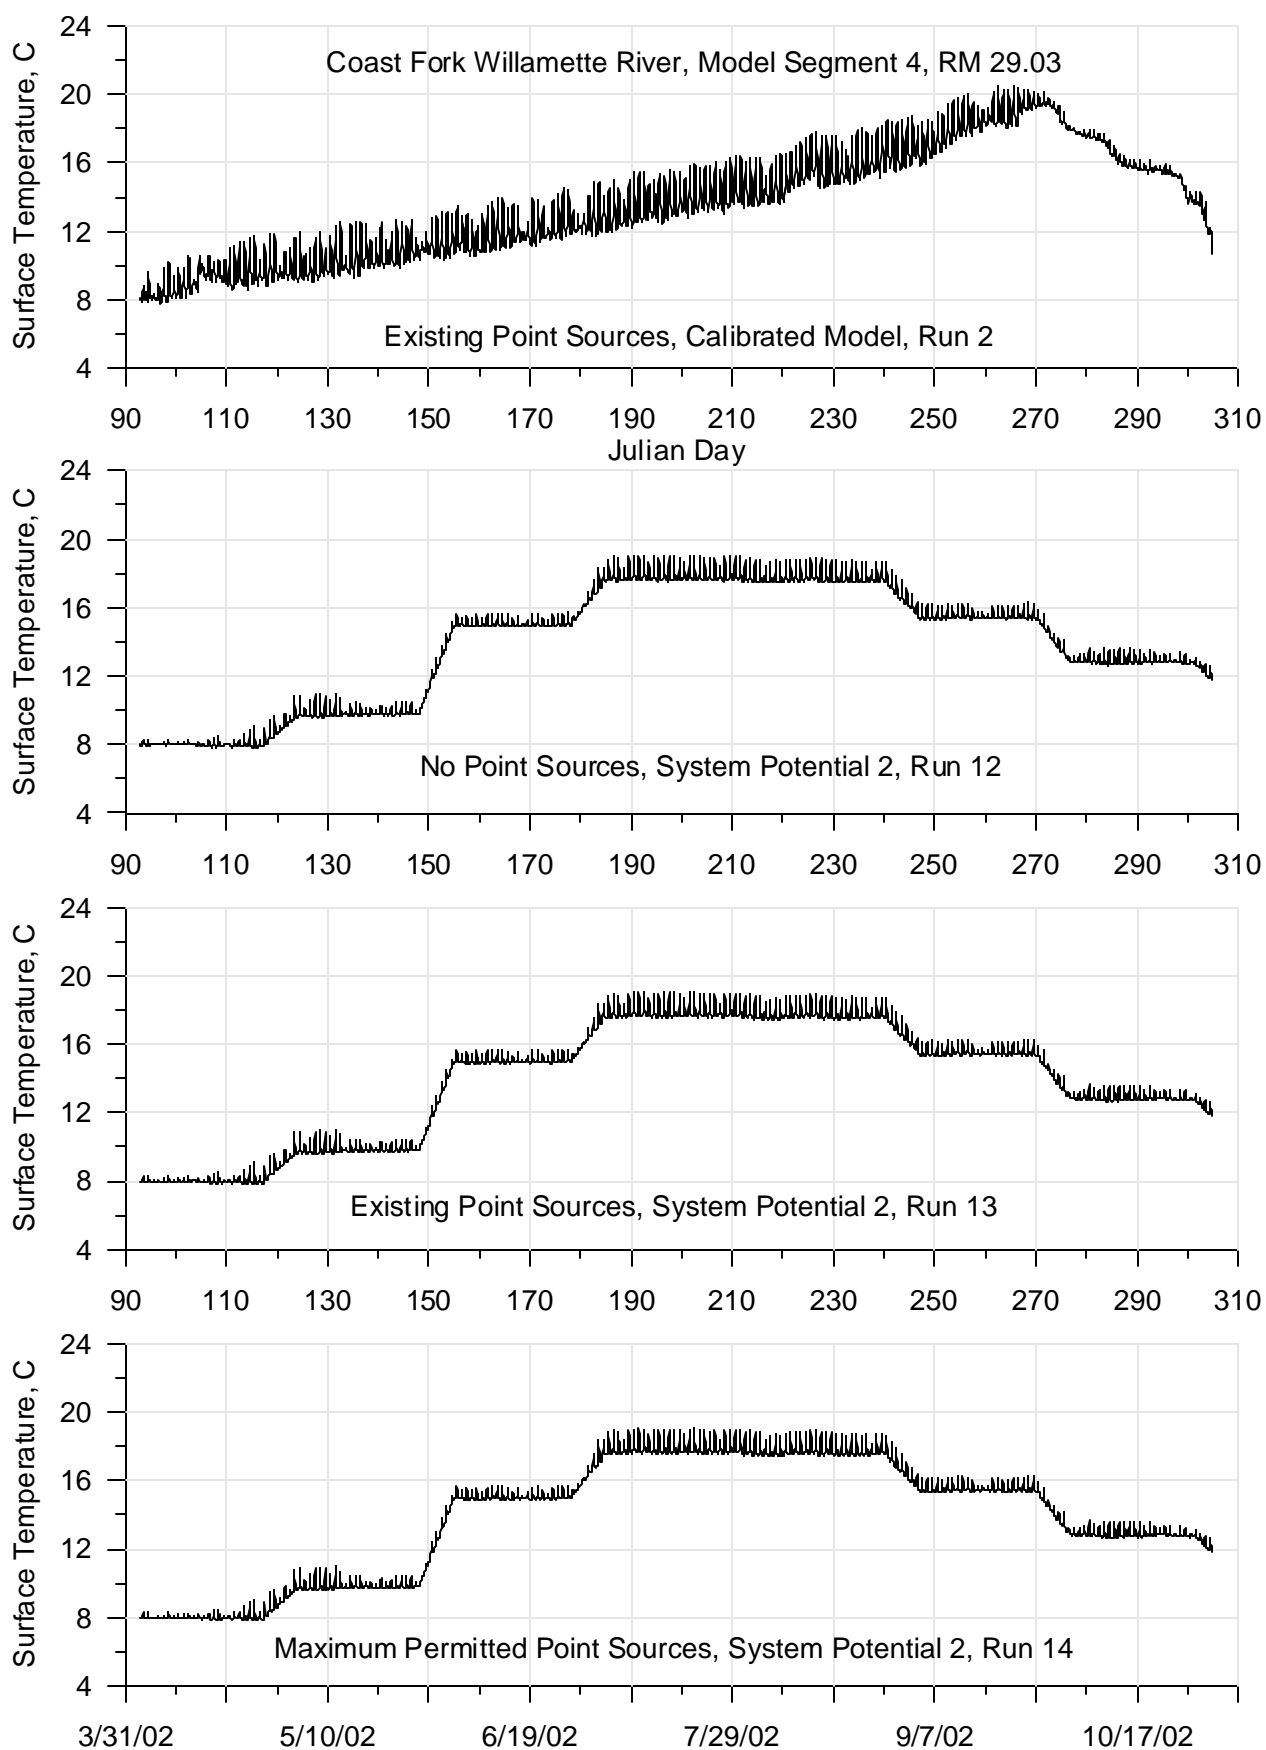 24
20
16
12
8
4
Surface Temperature, C
Coast Fork Willamette River, Model Segment 4, RM 29.03
Existing Point Sources, Calibrated Model, Run 2
90 110 130 150 170 190 210 230 250 270 290 310
Julian Day
24
20
16
12
8
4
Surface Temperature, C
No Point Sources, System Potential 2, Run 12
90 110 130 150 170 190 210 230 250 270 290 310
24
20
16
12
8
4
Surface Temperature, C
Existing Point Sources, System Potential 2, Run 13
90 110 130 150 170 190 210 230 250 270 290 310
24
20
16
12
8
4
Surface Temperature, C
Maximum Permitted Point Sources, System Potential 2, Run 14
3/31/02 5/10/02 6/19/02 7/29/02 9/7/02 10/17/02